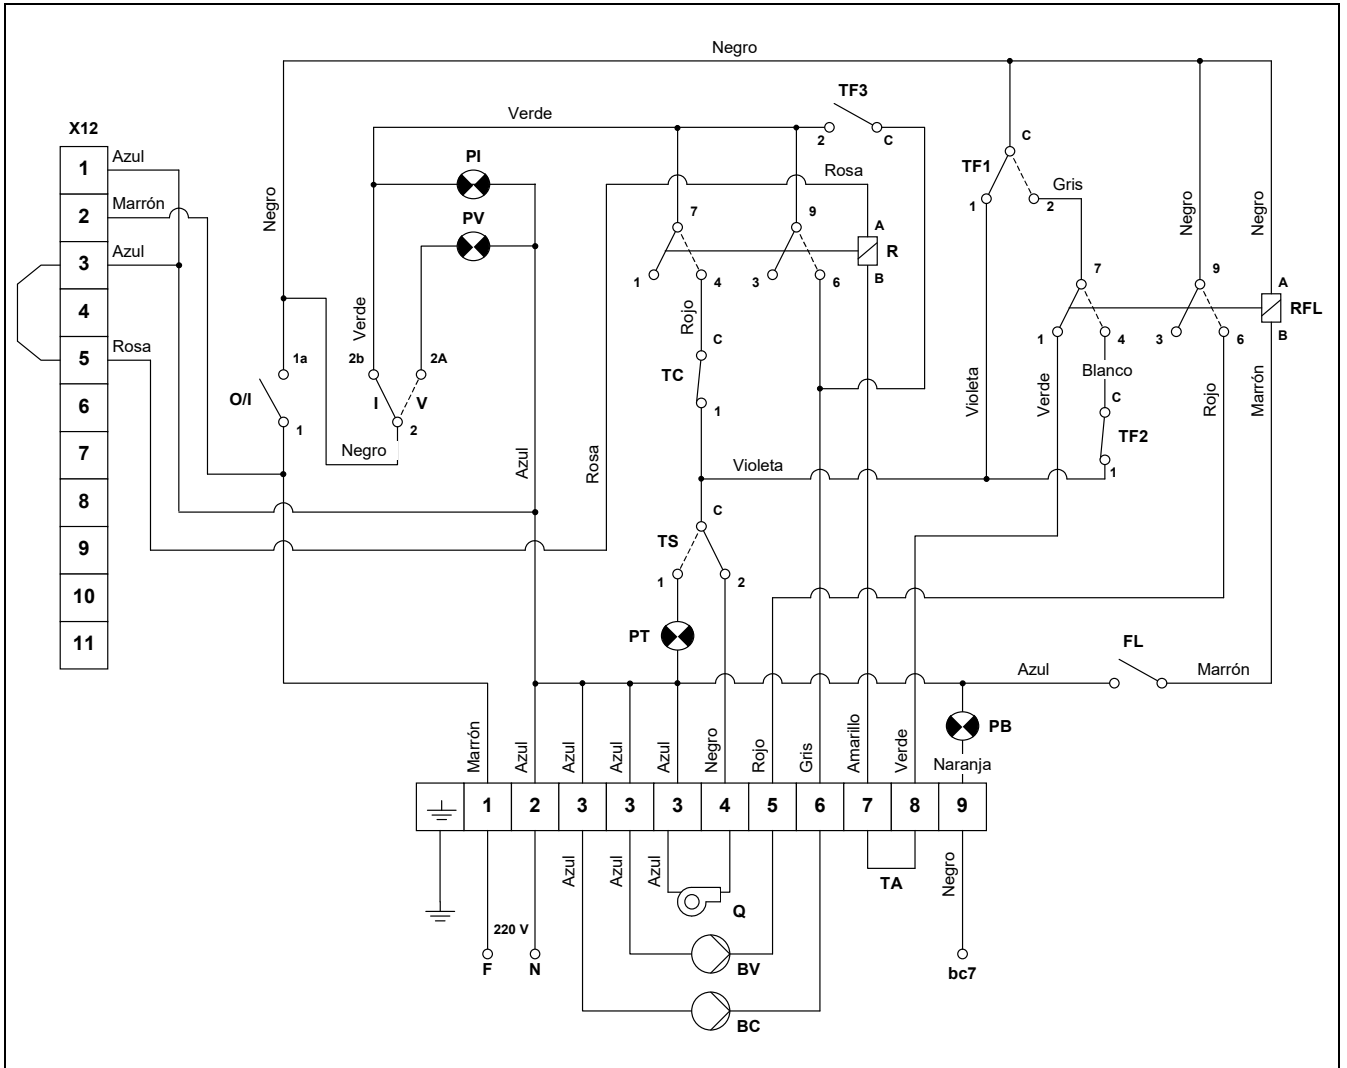 Negro
TF3
Verde
X12
C
2
C
1
Azul
PI
TF1
Rosa
Gris
2
Marrón
1
2
PV
Negro
7
9
A
Negro
Negro
3
Azul
R
7
9
1
4
3
6
B
A
4
Rojo
RFL
Verde
C
1
4
3
6
B
5
Rosa
1a
2b
2A
TC
Blanco
Violeta
Verde
Rojo
Marrón
6
O/I
I
V
1
C
1
2
TF2
7
Negro
Azul
Rosa
Violeta
1
8
C
9
TS
1
2
10
11
PT
FL
Azul
Marrón
PB
Marrón
Azul
Azul
Azul
Azul
Negro
Rojo
Gris
Amarillo
Verde
Naranja
1
2
3
3
3
4
5
6
7
8
9
Azul
Azul
Azul
TA
Negro
Q
220 V
F
N
BV
bc7
BC